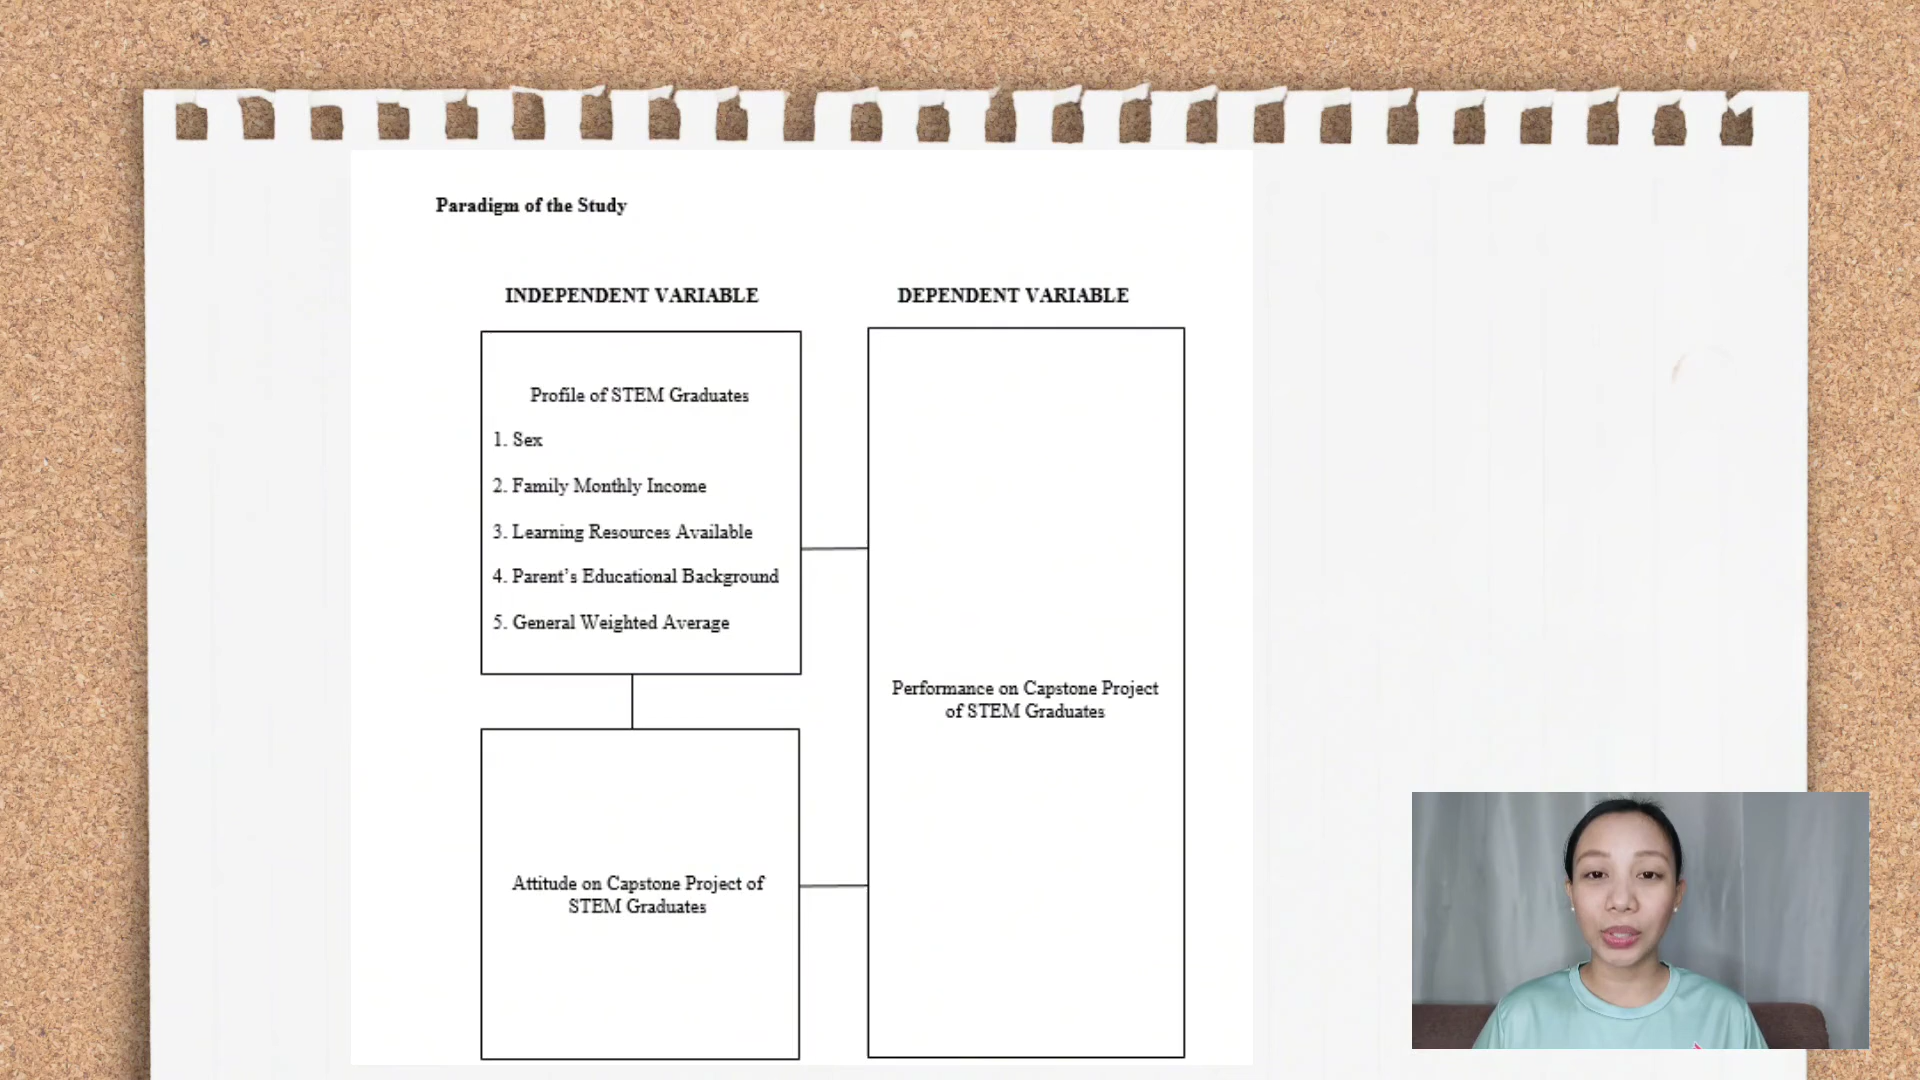 Paradigm of the Study
INDEPENDENT VARIABLE
DEPENDENT VARIABLE
Profile of STEM Graduates
1. Sex
2. Family Monthly Income
3. Learning Resources Available
4. Parent’s Educational Background
5. General Weighted Average
Performance on Capstone Project
of STEM Graduates
Attitude on Capstone Project of
STEM Graduates